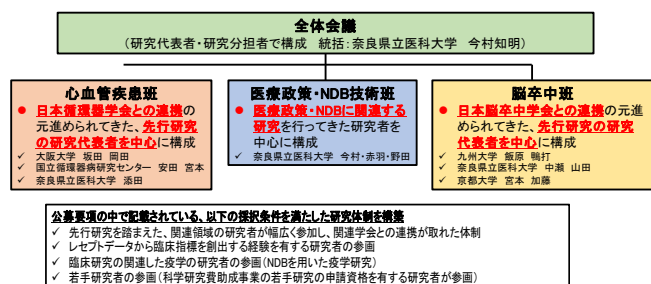 全体会議
(研究代表者・研究分担者で構成 統括:奈良県立医科大学 今村知明)
心血管疾患班
● 日本循環器学会との連携の
元進められてきた、先行研究
の研究代表者を中心に構成
✓ 大阪大学 坂田 岡田
✓ 国立循環器病研究センター 安田 宮本
✓ 奈良県立医科大学 添田
医療政策・NDB技術班
● 医療政策・NDBに関連する
研究を行ってきた研究者を
中心に構成
✓ 奈良県立医科大学 今村・赤羽・野田
脳卒中班
● 日本脳卒中学会との連携の元進
められてきた、先行研究の研究代
表者を中心に構成
✓ 九州大学 飯原 鴨打
✓ 奈良県立医科大学 中瀬 山田
✓ 京都大学 宮本 加藤
公募要項の中で記載されている、以下の採択条件を満たした研究体制を構築
✓ 先行研究を踏まえた、関連領域の研究者が幅広く参加し、関連学会との連携が取れた体制
✓ レセプトデータから臨床指標を創出する経験を有する研究者の参画
✓ 臨床研究の関連した疫学の研究者の参画(NDBを用いた疫学研究)
✓ 若手研究者の参画(科学研究費助成事業の若手研究の申請資格を有する研究者が参画)